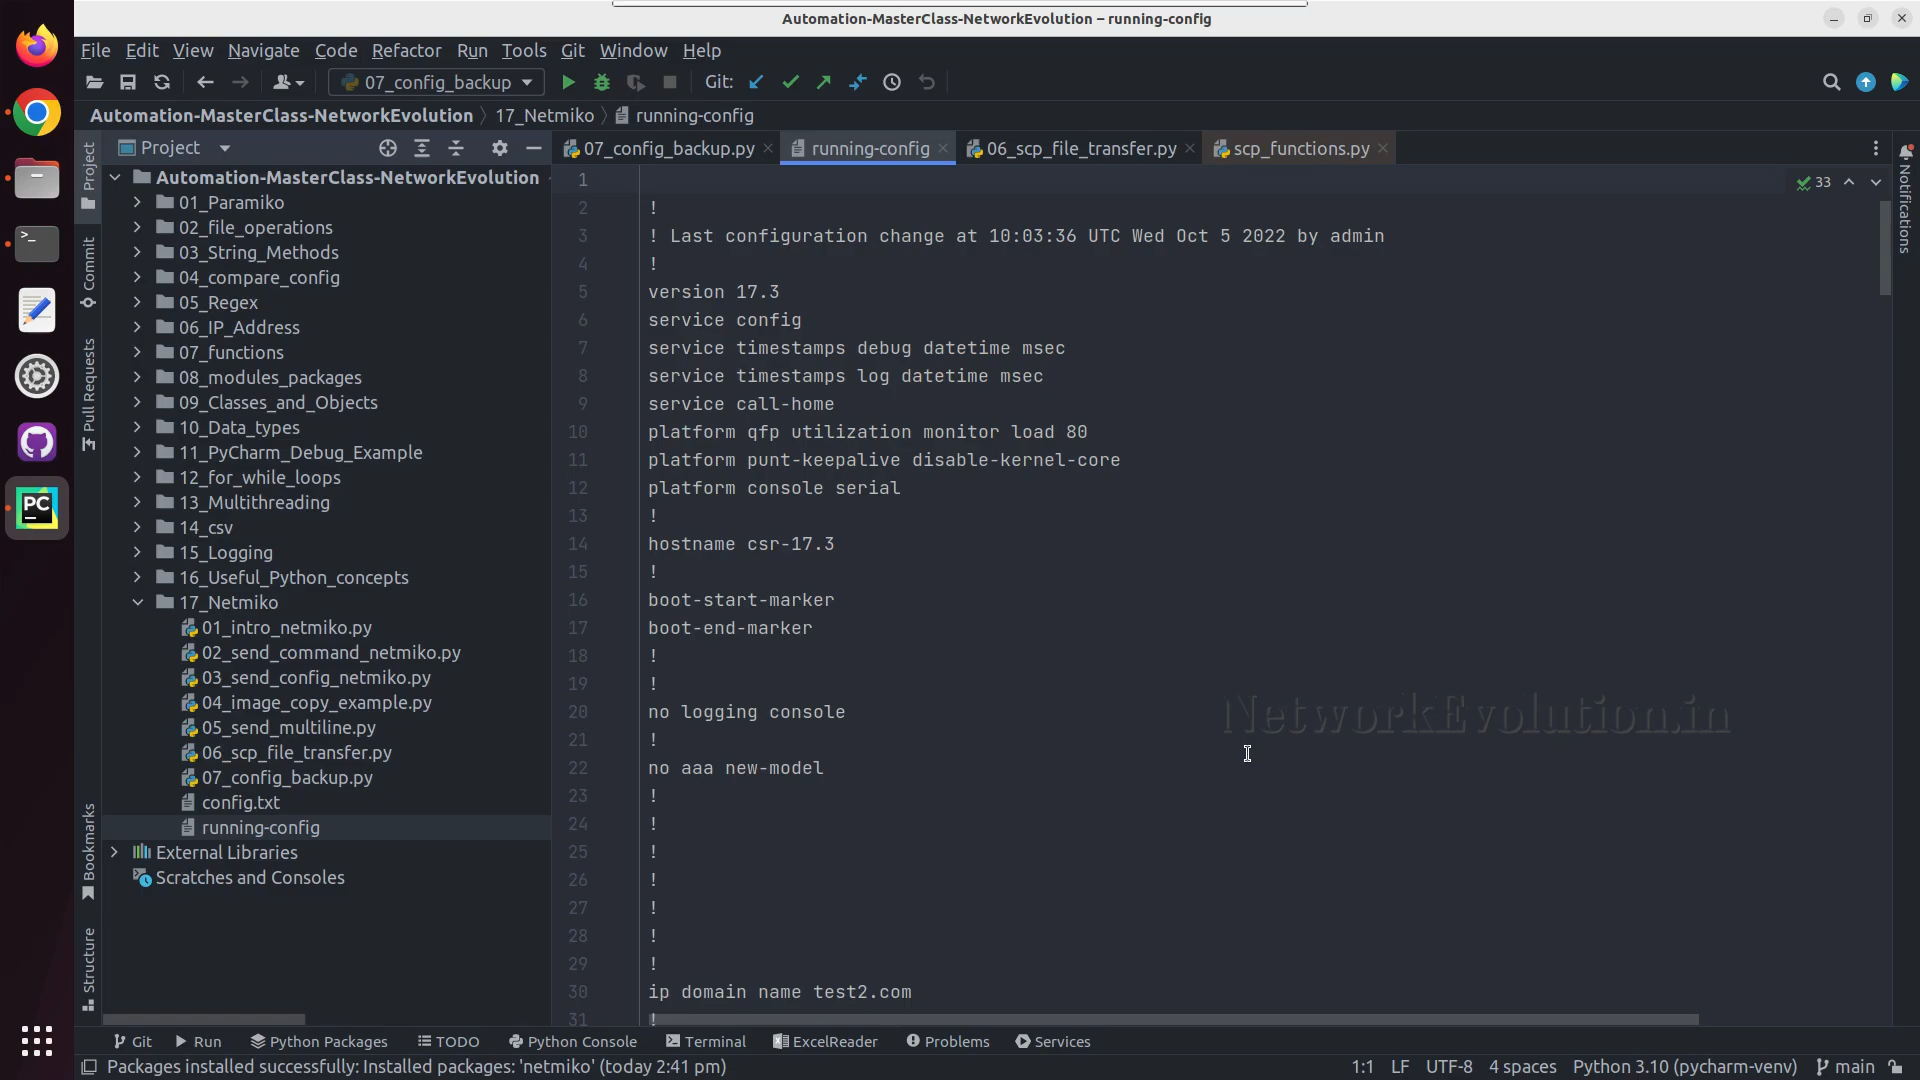 Automation-MasterClass-NetworkEvolution – running-config
File Edit View Navigate Code Refactor Run Tools Git Window Help
07_config_backup Git:
Automation-MasterClass-NetworkEvolution 17_Netmiko running-config
Project
07_config_backup.py running-config 06_scp_file_transfer.py scp_functions.py
Automation-MasterClass-NetworkEvolution
01_Paramiko
02_file_operations
03_String_Methods
04_compare_config
05_Regex
06_IP_Address
07_functions
08_modules_packages
09_Classes_and_Objects
10_Data_types
11_PyCharm_Debug_Example
12_for_while_loops
13_Multithreading
14_csv
15_Logging
16_Useful_Python_concepts
17_Netmiko
01_intro_netmiko.py
02_send_command_netmiko.py
03_send_config_netmiko.py
04_image_copy_example.py
05_send_multiline.py
06_scp_file_transfer.py
07_config_backup.py
config.txt
running-config
External Libraries
Scratches and Consoles
Project
Commit
Pull Requests
Bookmarks
Structure
1
2 !
3 ! Last configuration change at 10:03:36 UTC Wed Oct 5 2022 by admin
4 !
5 version 17.3
6 service config
7 service timestamps debug datetime msec
8 service timestamps log datetime msec
9 service call-home
10 platform qfp utilization monitor load 80
11 platform punt-keepalive disable-kernel-core
12 platform console serial
13 !
14 hostname csr-17.3
15 !
16 boot-start-marker
17 boot-end-marker
18 !
19 !
20 no logging console
21 !
22 no aaa new-model
23 !
24 !
25 !
26 !
27 !
28 !
29 !
30 ip domain name test2.com
31 !
33
Notifications
NetworkEvolution.in
PC
Git Run Python Packages TODO Python Console Terminal ExcelReader Problems Services
Packages installed successfully: Installed packages: 'netmiko' (today 2:41 pm) 1:1 LF UTF-8 4 spaces Python 3.10 (pycharm-venv) main